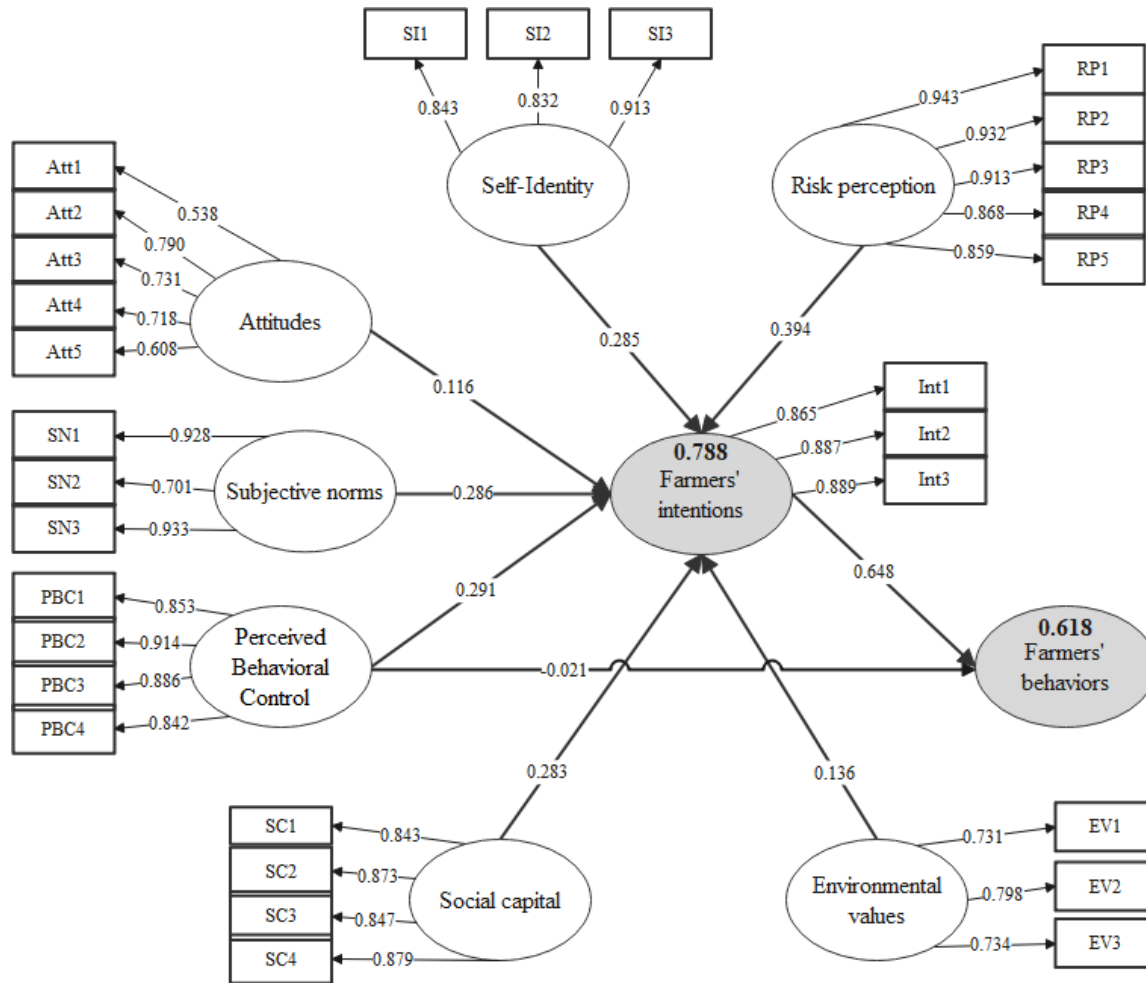 SI1
SI2
SI3
0.843
0.832
0.913
Self-Identity
RP1
RP2
RP3
RP4
RP5
0.943
0.932
0.913
0.868
0.859
Risk perception
Att1
Att2
Att3
Att4
Att5
0.538
0.790
0.731
0.718
0.608
Attitudes
0.285
0.394
0.116
SN1
SN2
SN3
0.928
0.701
0.933
Subjective norms
0.286
0.788
Farmers'
intentions
Int1
Int2
Int3
0.865
0.887
0.889
PBC1
PBC2
PBC3
PBC4
0.853
0.914
0.886
0.842
Perceived
Behavioral
Control
0.291
-0.021
0.648
0.618
Farmers'
behaviors
0.283
0.136
SC1
SC2
SC3
SC4
0.843
0.873
0.847
0.879
Social capital
Environmental
values
0.731
0.798
0.734
EV1
EV2
EV3